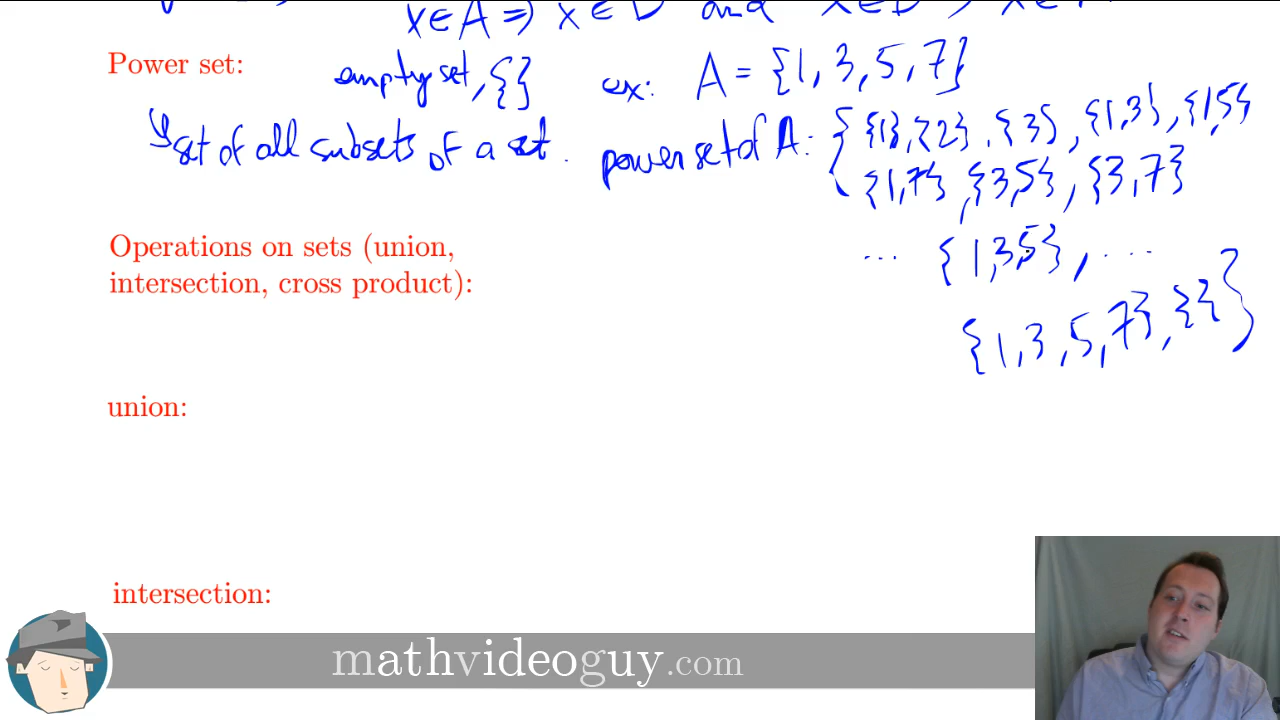 x∈A ⇒ x∈B and
Power set:
empty set, {}
ex: A = {1, 3, 5, 7}
set of all subsets of a set.
power set of A: { {1}, {2}, {3}, {1,3}, {1,5}
{1,7}, {3,5}, {3,7}
... {1,3,5}, ...
{1,3,5,7}, {} }
Operations on sets (union,
intersection, cross product):
union:
intersection:
mathvideoguy.com